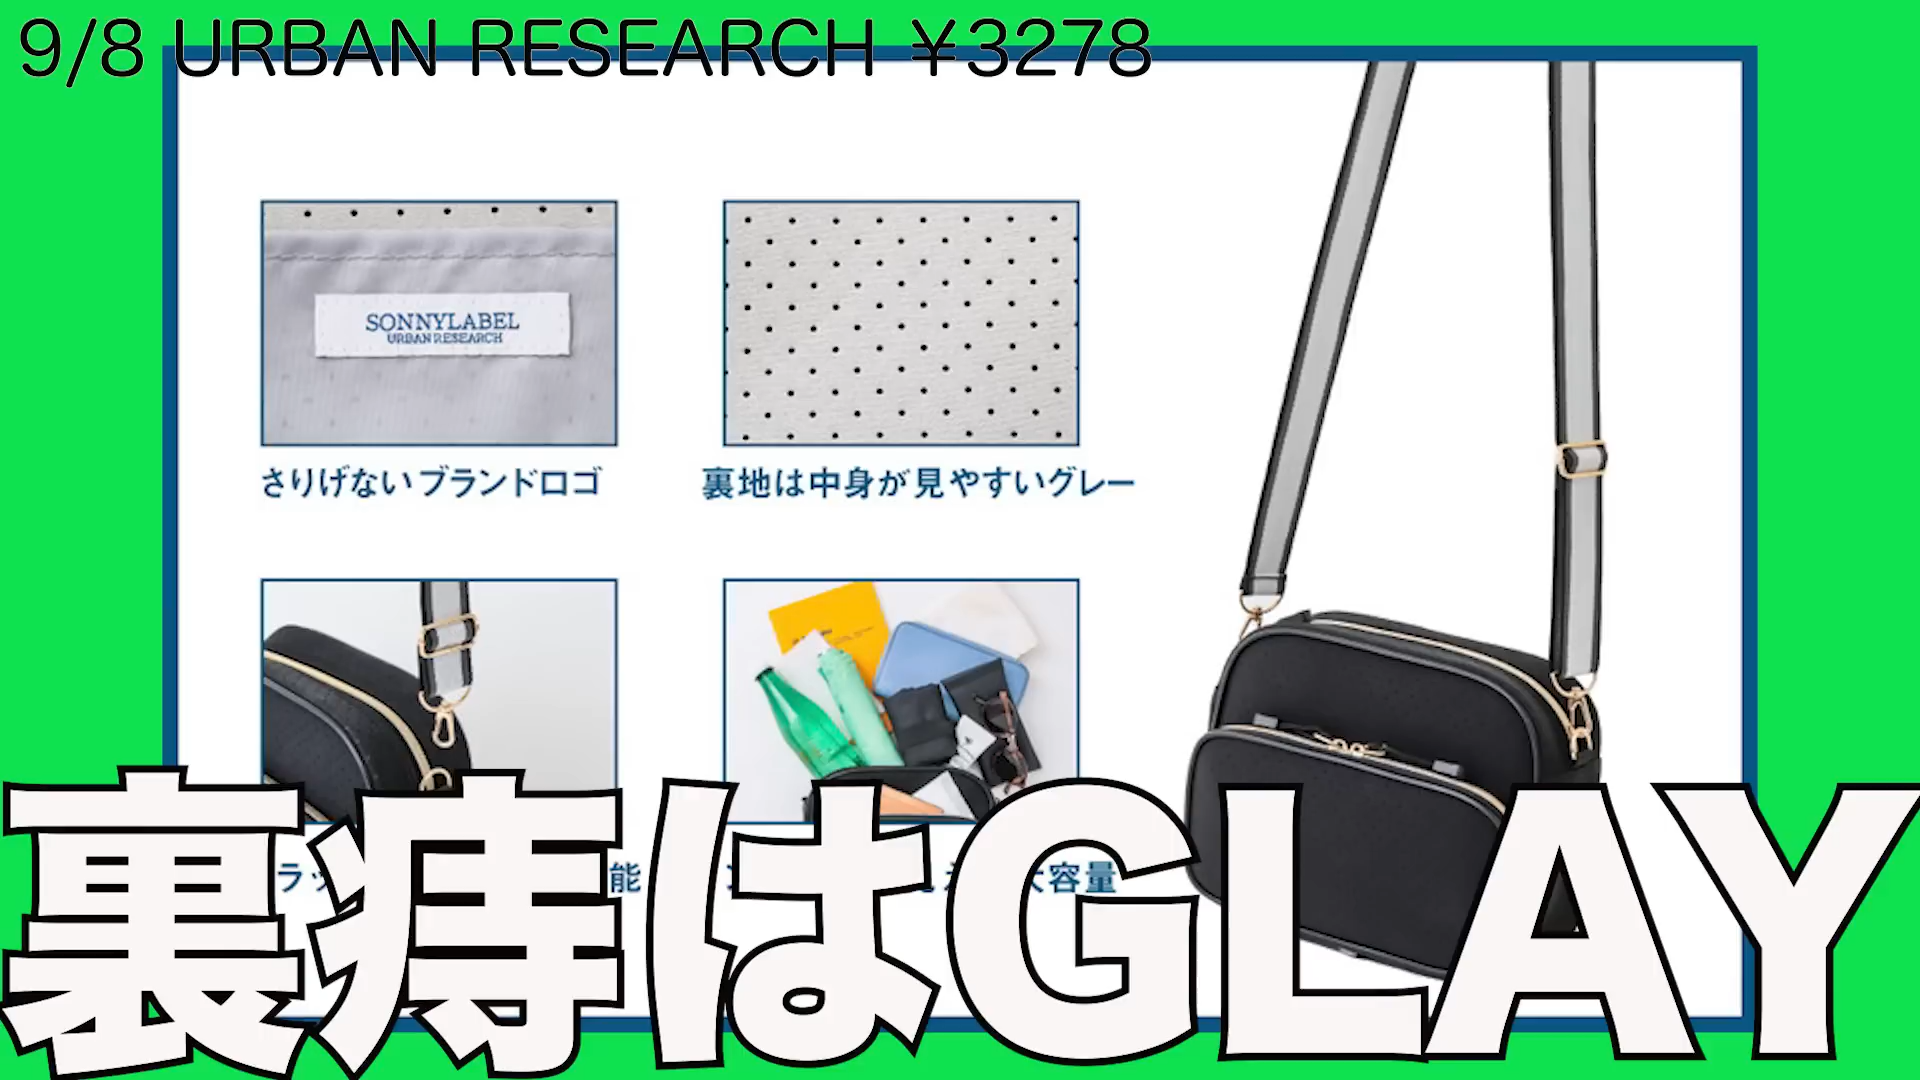 9/8 URBAN RESEARCH ¥3278
SONNYLABEL
URBAN RESEARCH
さりげないブランドロゴ
裏地は中身が見やすいグレー
能
大容量
裏痔はGLAY